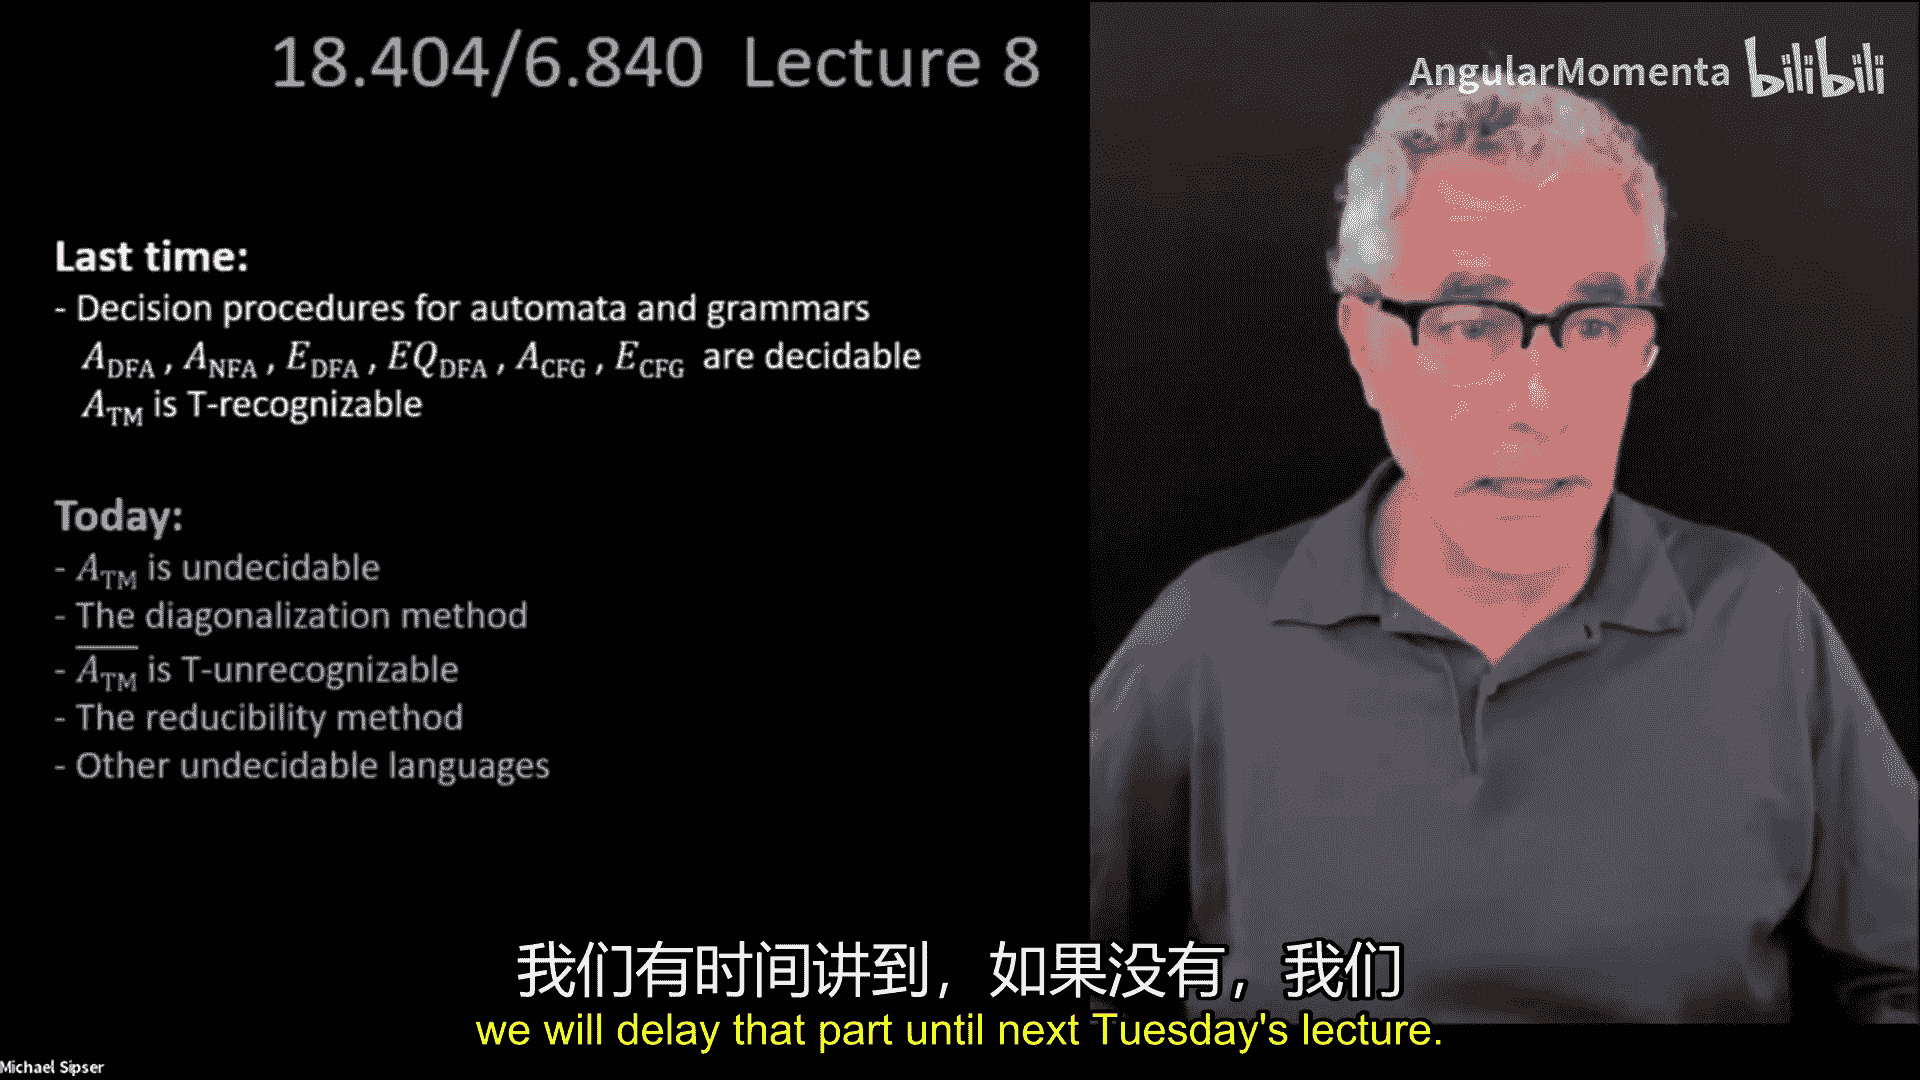 18.404/6.840 Lecture 8
AngularMomenta bilibili
Last time:
- Decision procedures for automata and grammars
A_DFA , A_NFA , E_DFA , EQ_DFA , A_CFG , E_CFG are decidable
A_TM is T-recognizable
Today:
- A_TM is undecidable
- The diagonalization method
- \overline{A_TM} is T-unrecognizable
- The reducibility method
- Other undecidable languages
我们有时间讲到，如果没有，我们
we will delay that part until next Tuesday's lecture.
Michael Sipser